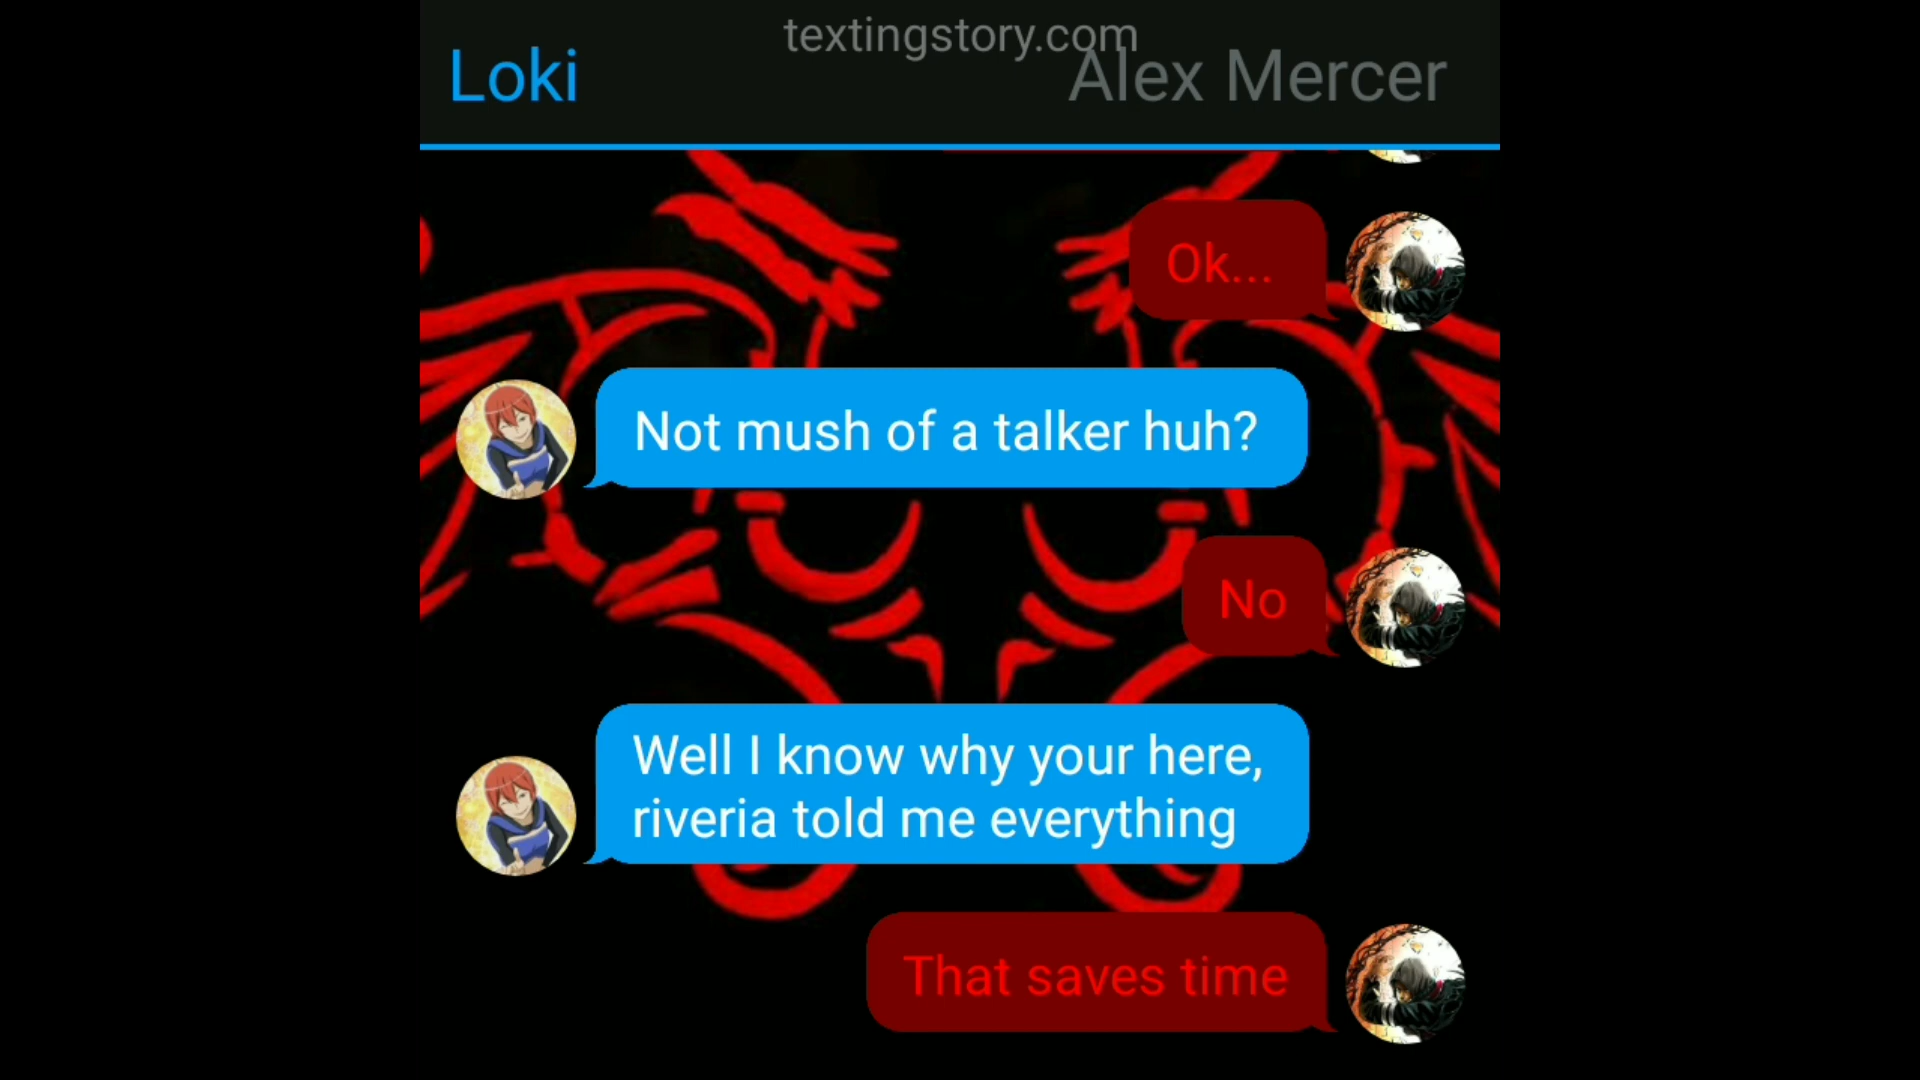 textingstory.com
Loki
Alex Mercer
Ok...
Not mush of a talker huh?
No
Well I know why your here,
riveria told me everything
That saves time